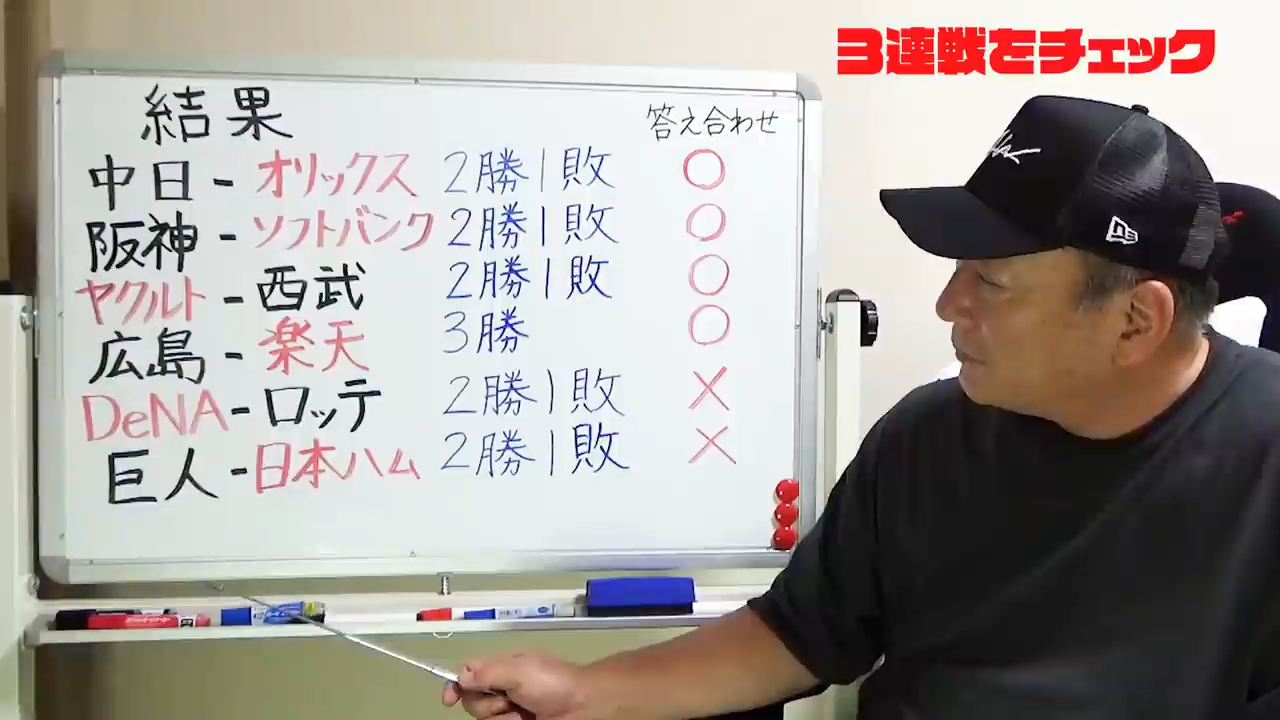 3連戦をチェック
結果 答え合わせ
中日-オリックス 2勝1敗 ○
阪神-ソフトバンク 2勝1敗 ○
ヤクルト-西武 2勝1敗 ○
広島-楽天 3勝 ○
DeNA-ロッテ 2勝1敗 ×
巨人-日本ハム 2勝1敗 ×